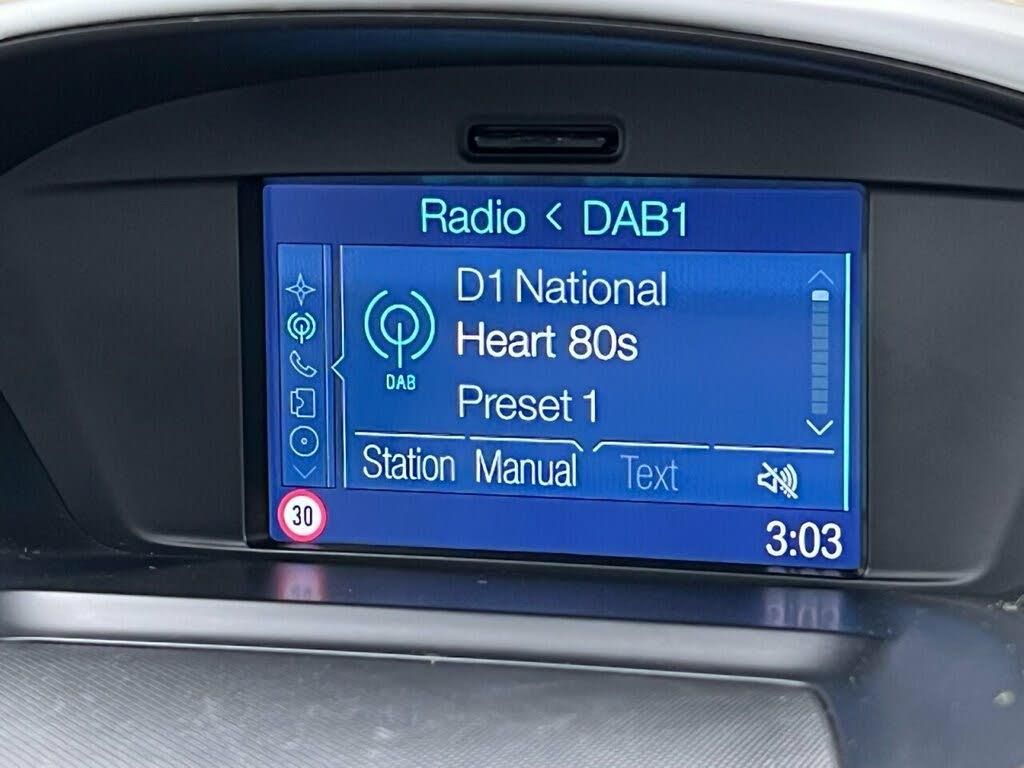 Radio < DAB1
D1 National
Heart 80s
DAB
Preset 1
Station Manual Text
30
3:03